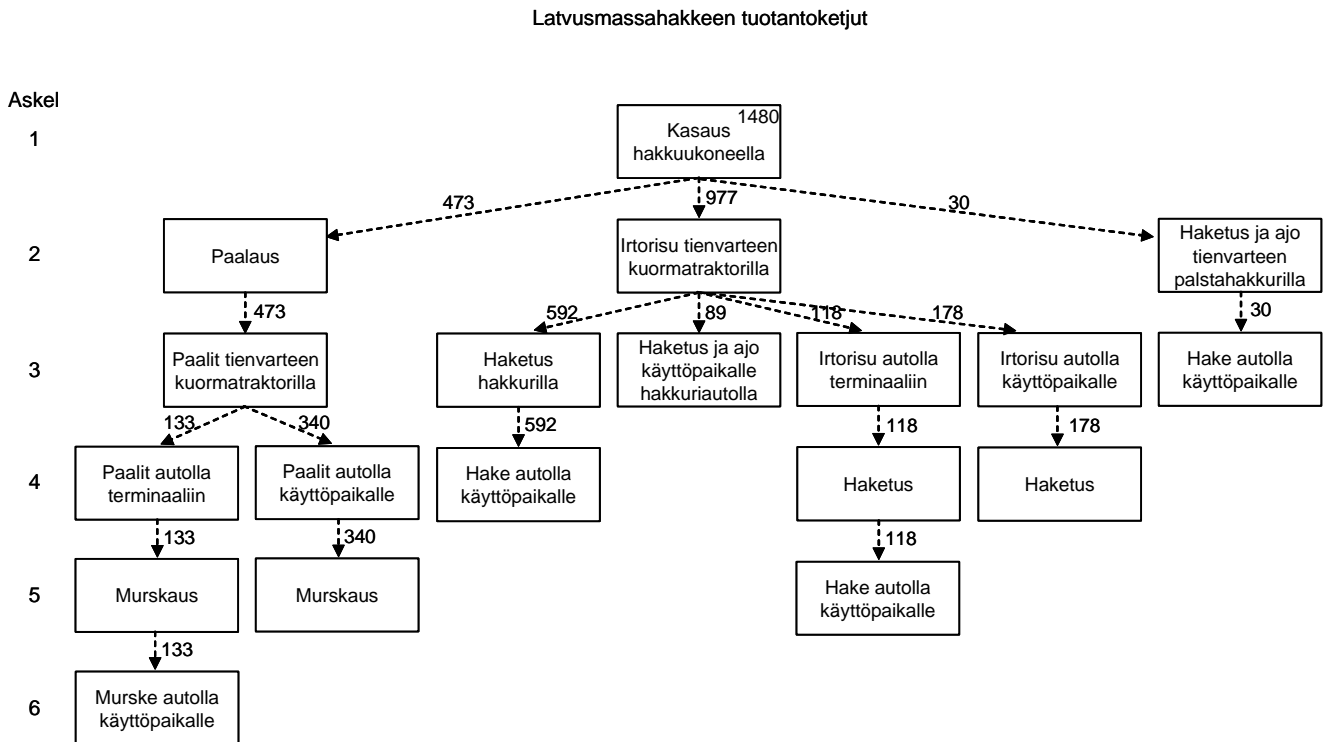 Latvusmassahakkeen tuotantoketjut
Askel
1
Kasaus
hakkuukoneella
1480
473
977
30
2
Paalaus
Irtorisu tienvarteen
kuormatraktorilla
Haketus ja ajo
tienvarteen
palstahakkurilla
473
592
89
118
178
30
3
Paalit tienvarteen
kuormatraktorilla
Haketus
hakkurilla
Haketus ja ajo
käyttöpaikalle
hakkuriautolla
Irtorisu autolla
terminaaliin
Irtorisu autolla
käyttöpaikalle
Hake autolla
käyttöpaikalle
133
340
592
118
178
4
Paalit autolla
terminaaliin
Paalit autolla
käyttöpaikalle
Hake autolla
käyttöpaikalle
Haketus
Haketus
133
340
118
5
Murskaus
Murskaus
Hake autolla
käyttöpaikalle
133
6
Murske autolla
käyttöpaikalle